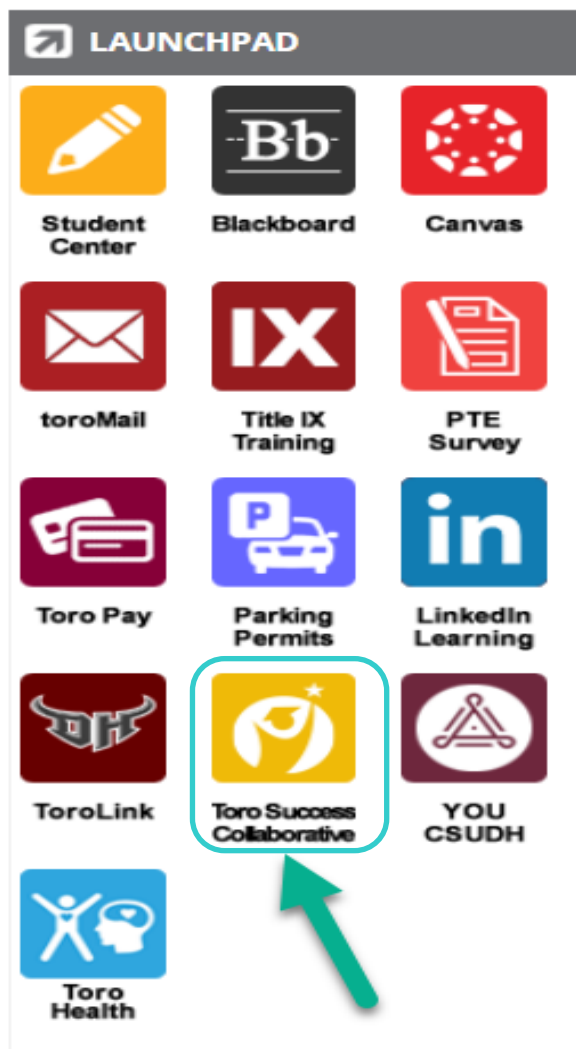 LAUNCHPAD
Bb
Student
Center
Blackboard
Canvas
IX
toroMail
Title IX
Training
PTE
Survey
P
in
Toro Pay
Parking
Permits
LinkedIn
Learning
DH
ToroLink
Toro Success
Collaborative
YOU
CSUDH
Toro
Health